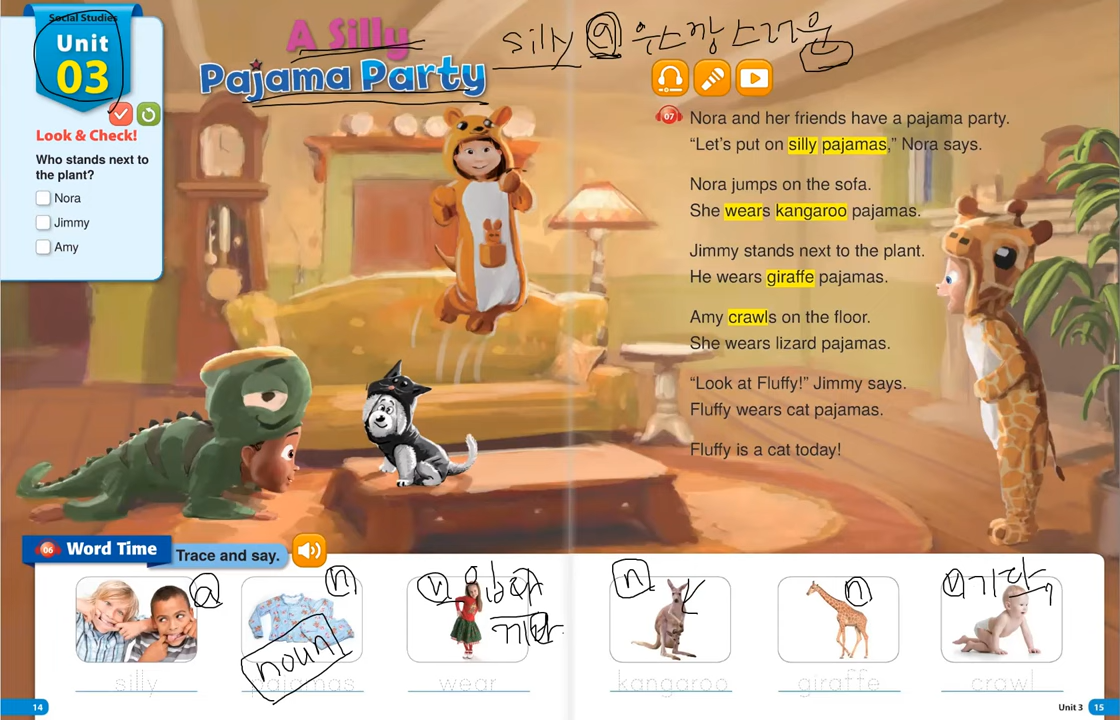 Social Studies
Unit
03
A Silly
Pajama Party
silly ⓐ 우스꽝스러운
Look & Check!
Who stands next to
the plant?
Nora
Jimmy
Amy
07
Nora and her friends have a pajama party.
“Let’s put on silly pajamas,” Nora says.
Nora jumps on the sofa.
She wears kangaroo pajamas.
Jimmy stands next to the plant.
He wears giraffe pajamas.
Amy crawls on the floor.
She wears lizard pajamas.
“Look at Fluffy!” Jimmy says.
Fluffy wears cat pajamas.
Fluffy is a cat today!
06 Word Time Trace and say.
a
n
v 입다
n
n
v 기다
noun
silly
pajamas
wear
kangaroo
giraffe
crawl
14
Unit 3 15